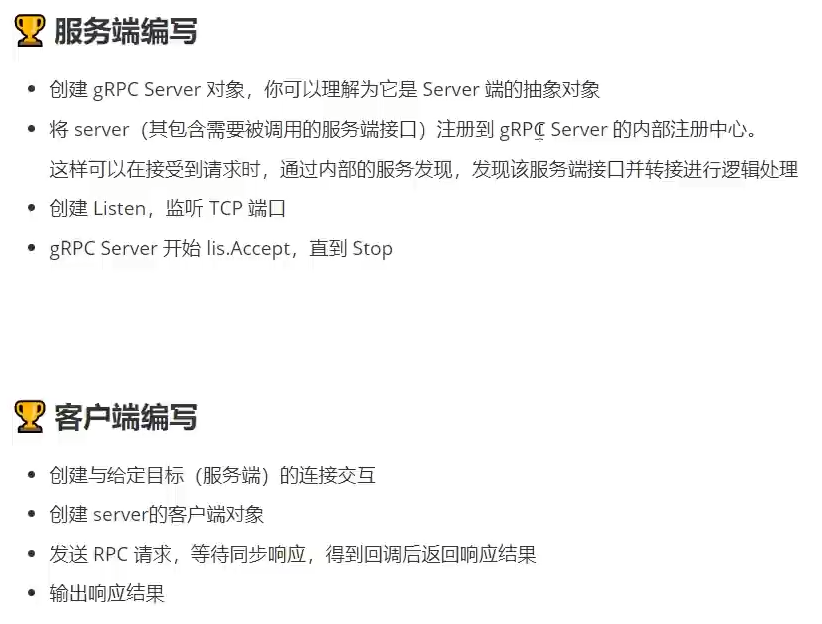 服务端编写
创建 gRPC Server 对象，你可以理解为它是 Server 端的抽象对象
将 server（其包含需要被调用的服务端接口）注册到 gRPC Server 的内部注册中心。
这样可以在接受到请求时，通过内部的服务发现，发现该服务端接口并转接进行逻辑处理
创建 Listen，监听 TCP 端口
gRPC Server 开始 lis.Accept，直到 Stop
客户端编写
创建与给定目标（服务端）的连接交互
创建 server的客户端对象
发送 RPC 请求，等待同步响应，得到回调后返回响应结果
输出响应结果